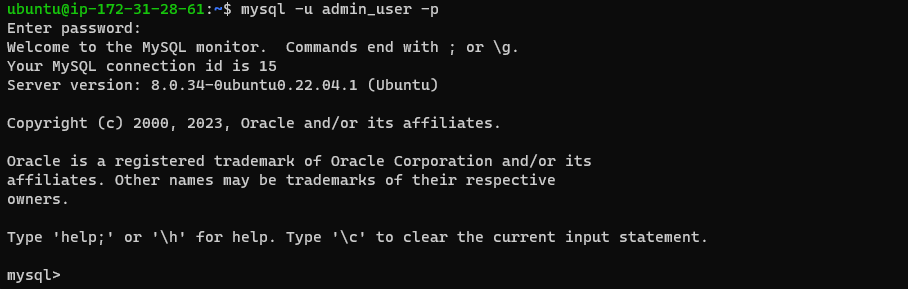 ubuntu@ip-172-31-28-61:~$ mysql -u admin_user -p
Enter password:
Welcome to the MySQL monitor.  Commands end with ; or \g.
Your MySQL connection id is 15
Server version: 8.0.34-0ubuntu0.22.04.1 (Ubuntu)

Copyright (c) 2000, 2023, Oracle and/or its affiliates.

Oracle is a registered trademark of Oracle Corporation and/or its
affiliates. Other names may be trademarks of their respective
owners.

Type 'help;' or '\h' for help. Type '\c' to clear the current input statement.

mysql>